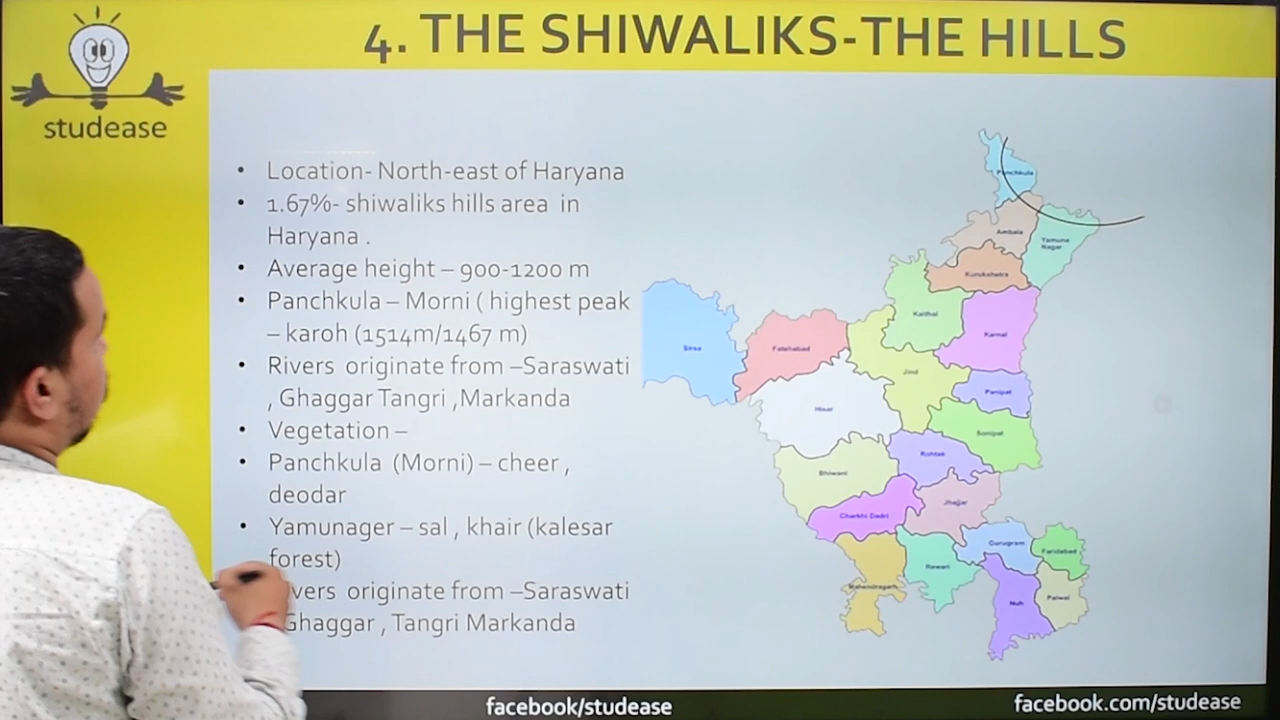 4. THE SHIWALIKS-THE HILLS
studease
• Location- North-east of Haryana
• 1.67%- shiwaliks hills area in
Haryana .
• Average height – 900-1200 m
• Panchkula – Morni ( highest peak
– karoh (1514m/1467 m)
• Rivers originate from –Saraswati
, Ghaggar Tangri ,Markanda
• Vegetation –
• Panchkula (Morni) – cheer ,
deodar
• Yamunager – sal , khair (kalesar
forest)
vers originate from –Saraswati
Ghaggar , Tangri Markanda
Panchkula
Ambala
Yamuna
Nagar
Kurukshetra
Kaithal
Karnal
Sirsa
Fatehabad
Jind
Panipat
Hisar
Sonipat
Rohtak
Bhiwani
Jhajjar
Charkhi Dadri
Gurugram
Faridabad
Rewari
Mahendragarh
Nuh
Palwal
facebook/studease
facebook.com/studease